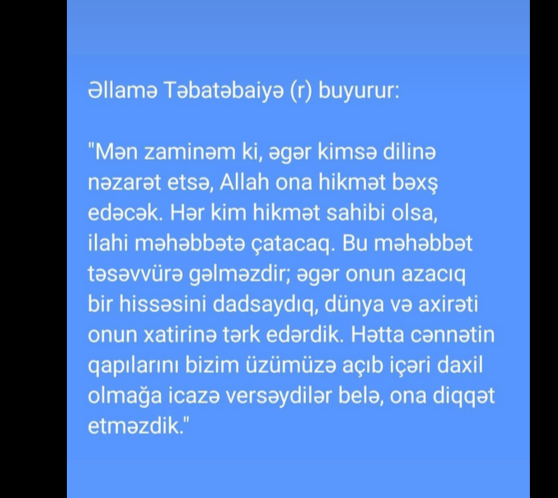 Əllamə Təbatəbaiyə (r) buyurur:
"Mən zaminəm ki, əgər kimsə dilinə
nəzarət etsə, Allah ona hikmət bəxş
edəcək. Hər kim hikmət sahibi olsa,
ilahi məhəbbətə çatacaq. Bu məhəbbət
təsəvvürə gəlməzdir; əgər onun azacıq
bir hissəsini dadsaydıq, dünya və axirəti
onun xatirinə tərk edərdik. Hətta cənnətin
qapılarını bizim üzümüzə açıb içəri daxil
olmağa icazə versəydilər belə, ona diqqət
etməzdik."